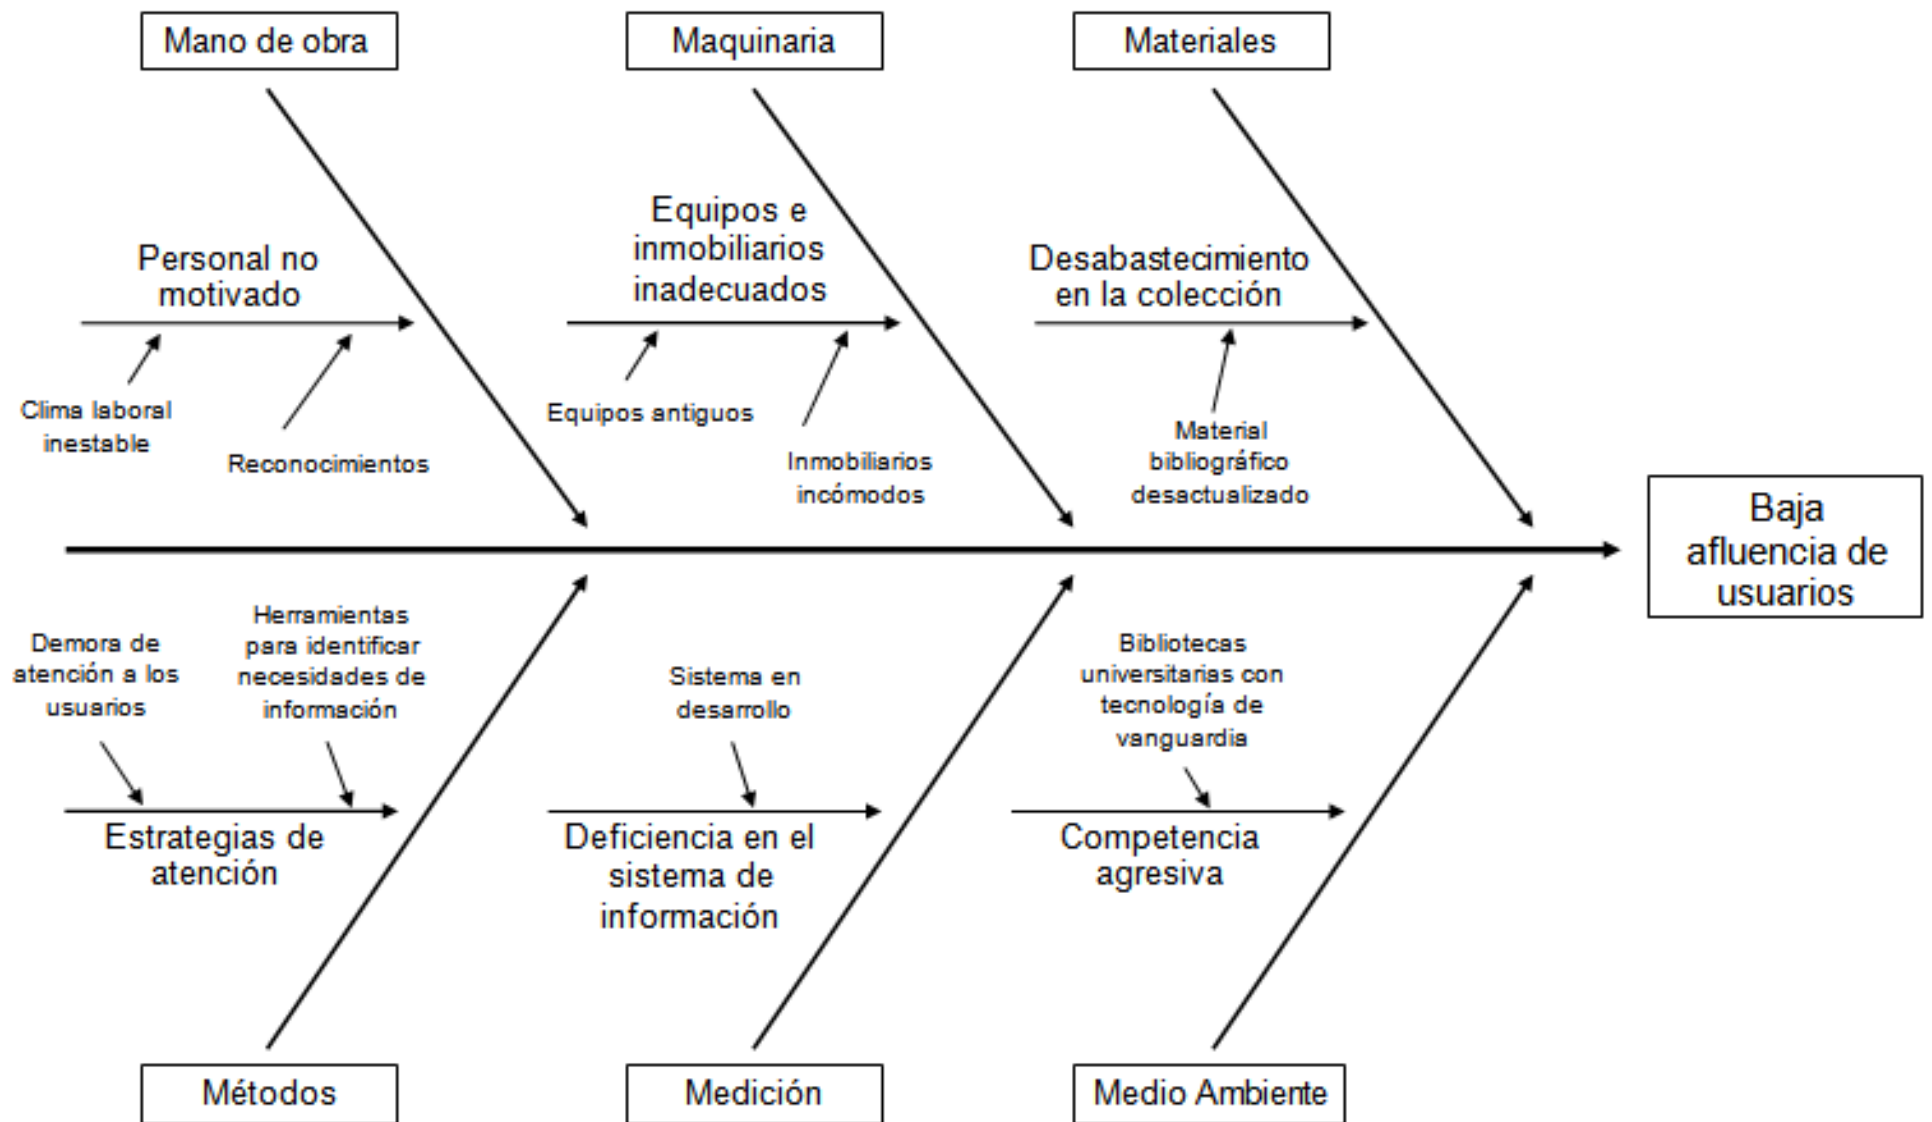 Mano de obra
Maquinaria
Materiales
Personal no
motivado
Clima laboral
inestable
Reconocimientos
Equipos e
inmobiliarios
inadecuados
Equipos antiguos
Inmobiliarios
incómodos
Desabastecimiento
en la colección
Material
bibliográfico
desactualizado
Baja
afluencia de
usuarios
Demora de
atención a los
usuarios
Herramientas
para identificar
necesidades de
información
Estrategias de
atención
Sistema en
desarrollo
Deficiencia en el
sistema de
información
Bibliotecas
universitarias con
tecnología de
vanguardia
Competencia
agresiva
Métodos
Medición
Medio Ambiente